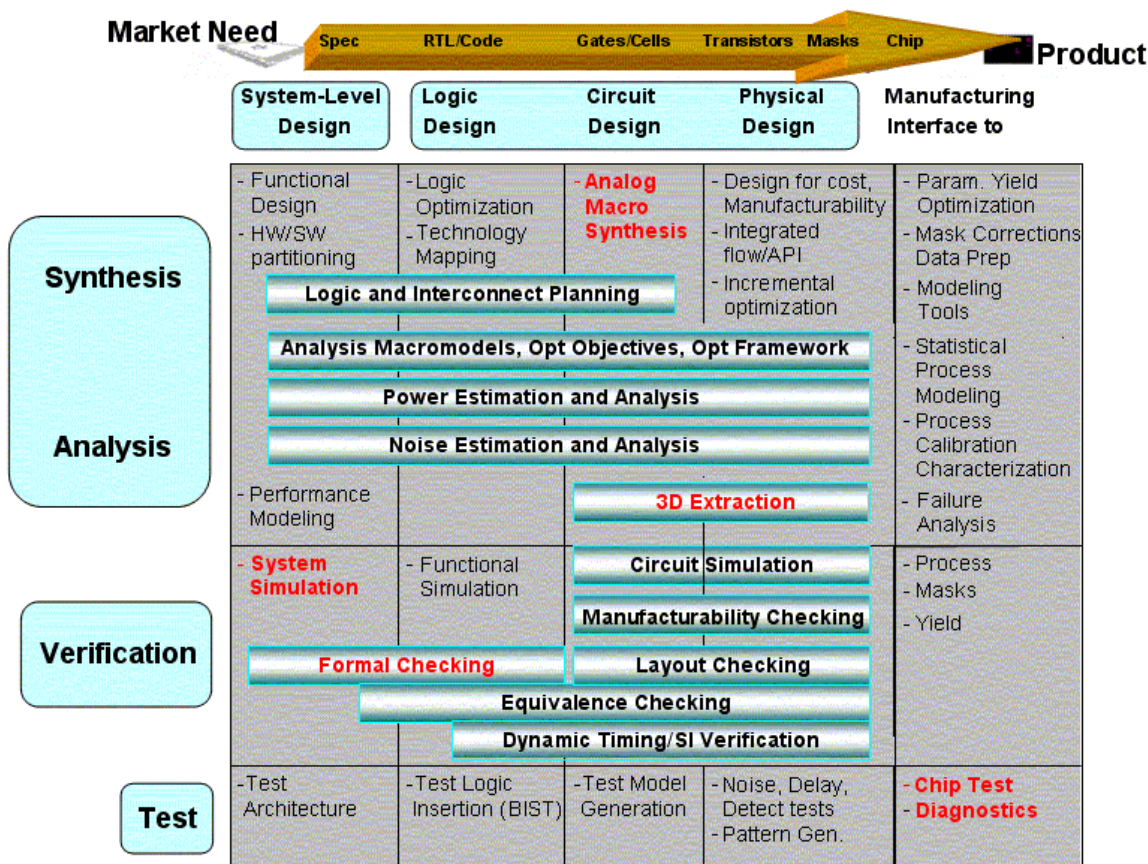 Market Need
Spec RTL/Code Gates/Cells Transistors Masks Chip
Product
System-Level
Design
Logic
Design
Circuit
Design
Physical
Design
Manufacturing
Interface to
Synthesis
Analysis
- Functional
Design
- HW/SW
partitioning
- Logic
Optimization
- Technology
Mapping
- Analog
Macro
Synthesis
- Design for cost,
Manufacturability
- Integrated
flow/API
- Incremental
optimization
- Param. Yield
Optimization
- Mask Corrections
Data Prep
- Modeling
Tools
Logic and Interconnect Planning
Analysis Macromodels, Opt Objectives, Opt Framework
Power Estimation and Analysis
Noise Estimation and Analysis
- Statistical
Process
Modeling
- Process
Calibration
Characterization
- Performance
Modeling
3D Extraction
- Failure
Analysis
Verification
- System
Simulation
- Functional
Simulation
Circuit Simulation
Manufacturability Checking
- Process
- Masks
- Yield
Formal Checking
Layout Checking
Equivalence Checking
Dynamic Timing/SI Verification
Test
- Test
Architecture
- Test Logic
Insertion (BIST)
- Test Model
Generation
- Noise, Delay,
Detect tests
- Pattern Gen.
- Chip Test
- Diagnostics